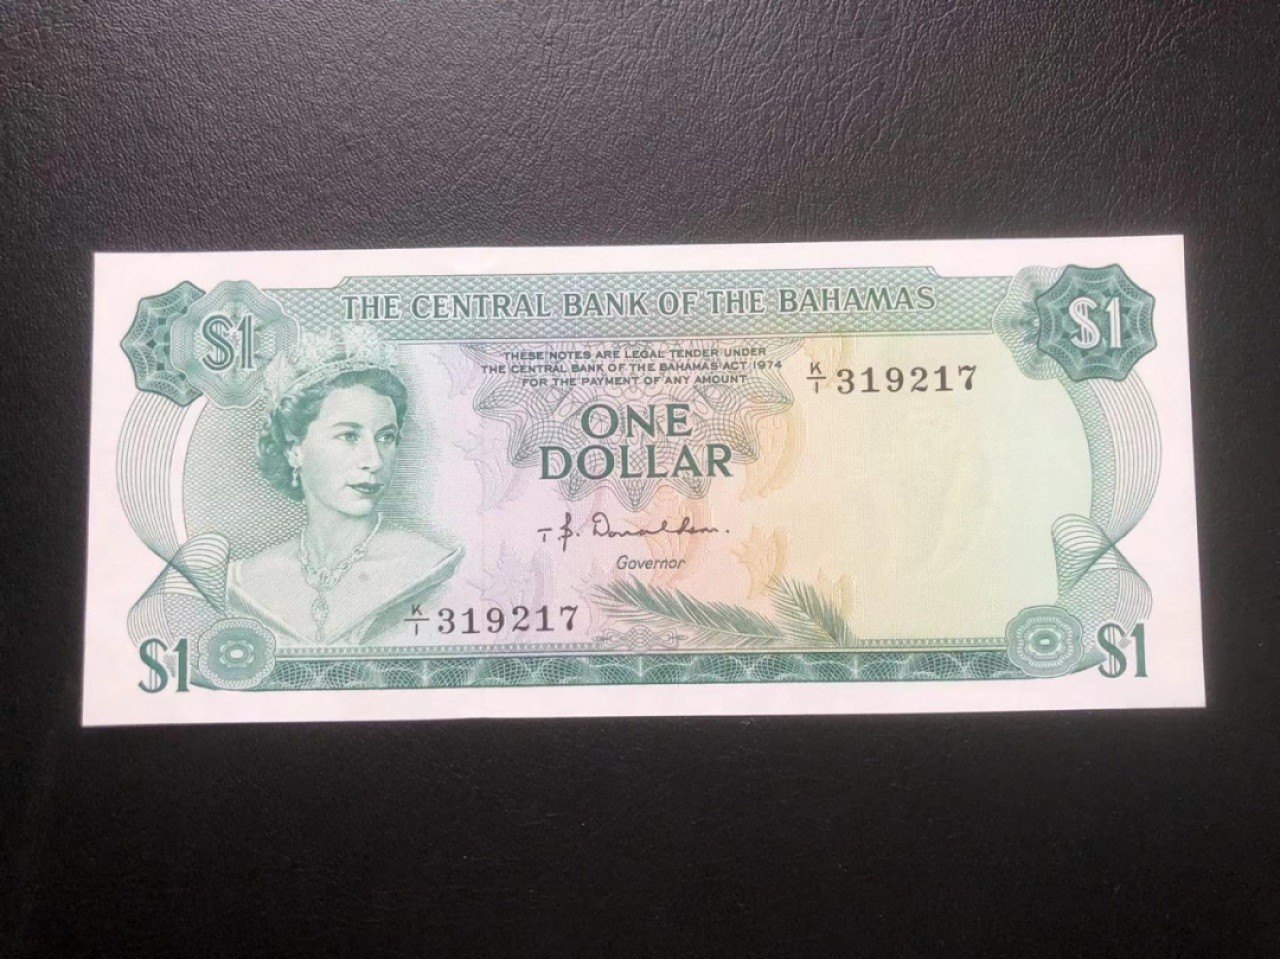 THE CENTRAL BANK OF THE BAHAMAS
$1
$1
THESE NOTES ARE LEGAL TENDER UNDER
THE CENTRAL BANK OF THE BAHAMAS ACT 1974
FOR THE PAYMENT OF ANY AMOUNT
K/1 319217
ONE
DOLLAR
T. B. Donaldson.
Governor
K/1 319217
$1
$1